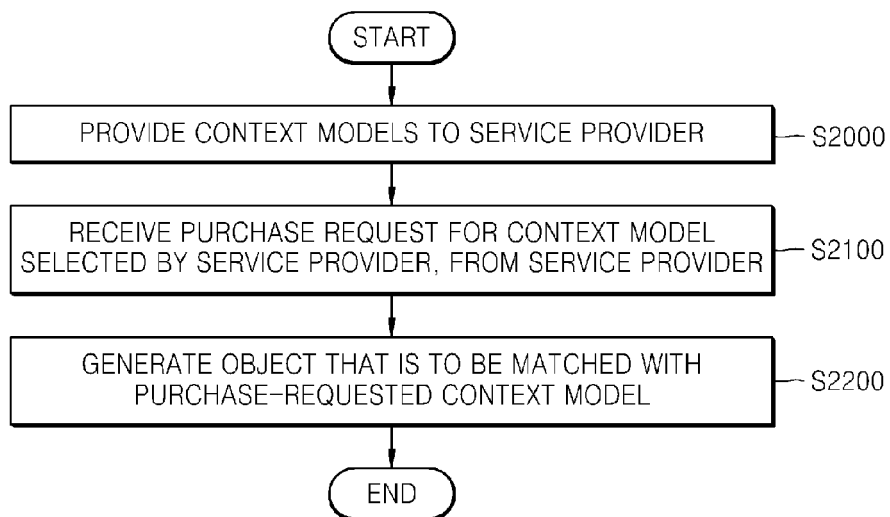 START
PROVIDE CONTEXT MODELS TO SERVICE PROVIDER
S2000
RECEIVE PURCHASE REQUEST FOR CONTEXT MODEL
SELECTED BY SERVICE PROVIDER, FROM SERVICE PROVIDER
S2100
GENERATE OBJECT THAT IS TO BE MATCHED WITH
PURCHASE-REQUESTED CONTEXT MODEL
S2200
END